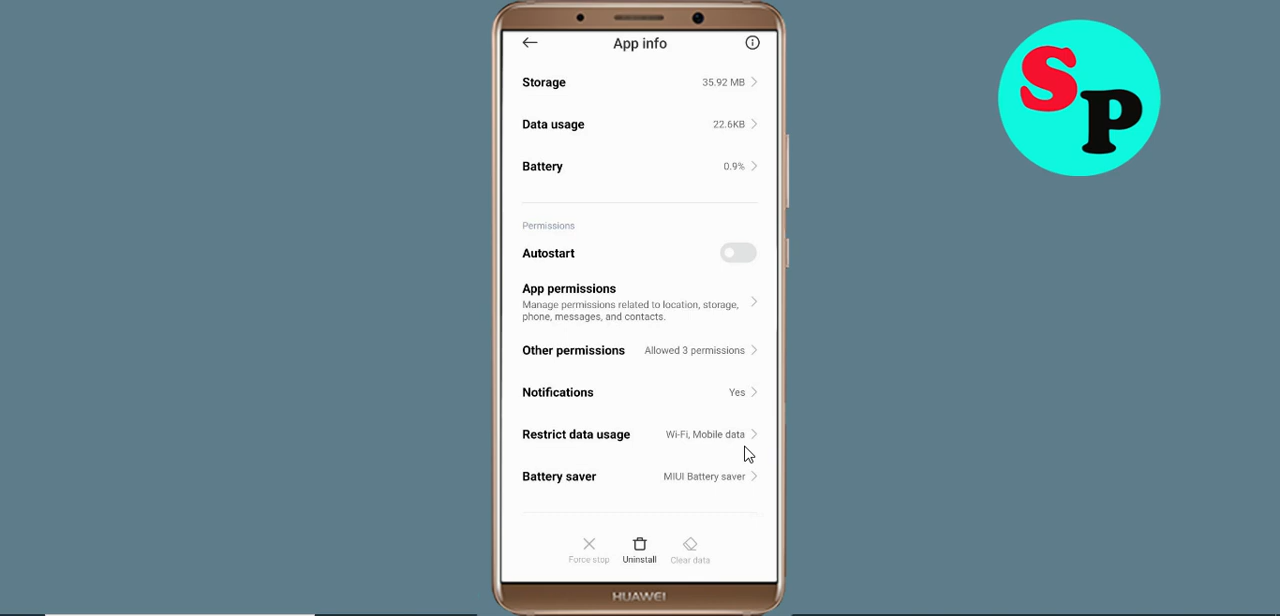 App info
Storage 35.92 MB
Data usage 22.6KB
Battery 0.9%
Permissions
Autostart
App permissions
Manage permissions related to location, storage,
phone, messages, and contacts.
Other permissions Allowed 3 permissions
Notifications Yes
Restrict data usage Wi-Fi, Mobile data
Battery saver MIUI Battery saver
Force stop Uninstall Clear data
HUAWEI
SP